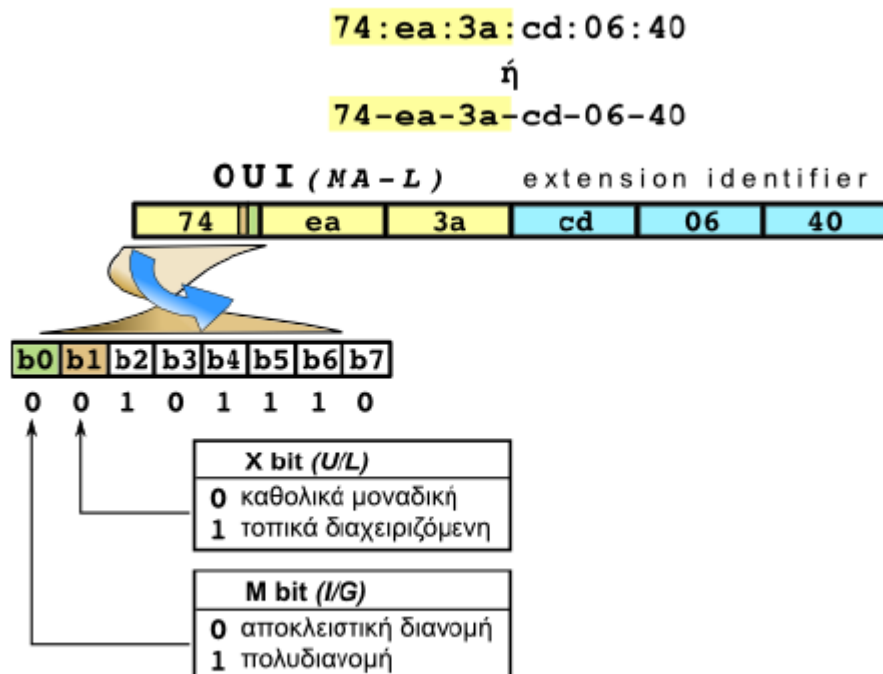 74:ea:3a:cd:06:40
ή
74-ea-3a-cd-06-40
OUI (MA-L) extension identifier
74 ea 3a cd 06 40
b0 b1 b2 b3 b4 b5 b6 b7
0 0 1 0 1 1 1 0
X bit (U/L)
0 καθολικά μοναδική
1 τοπικά διαχειριζόμενη
M bit (I/G)
0 αποκλειστική διανομή
1 πολυδιανομή